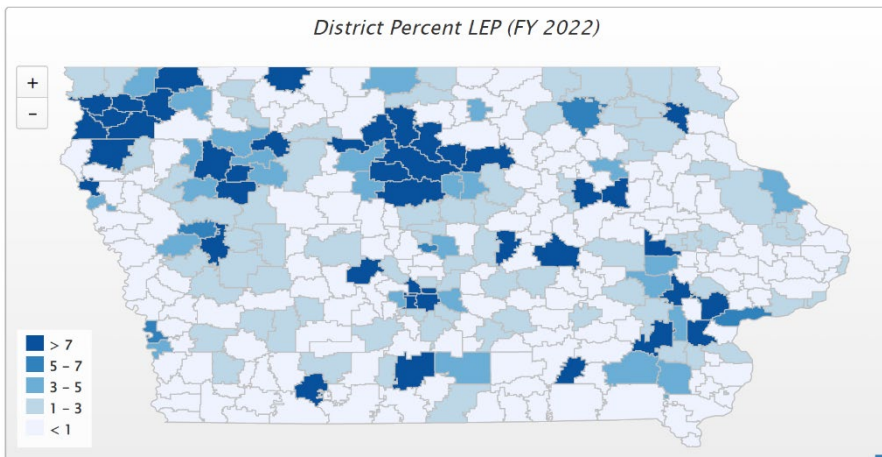 District Percent LEP (FY 2022)
+
–
> 7
5 – 7
3 – 5
1 – 3
< 1